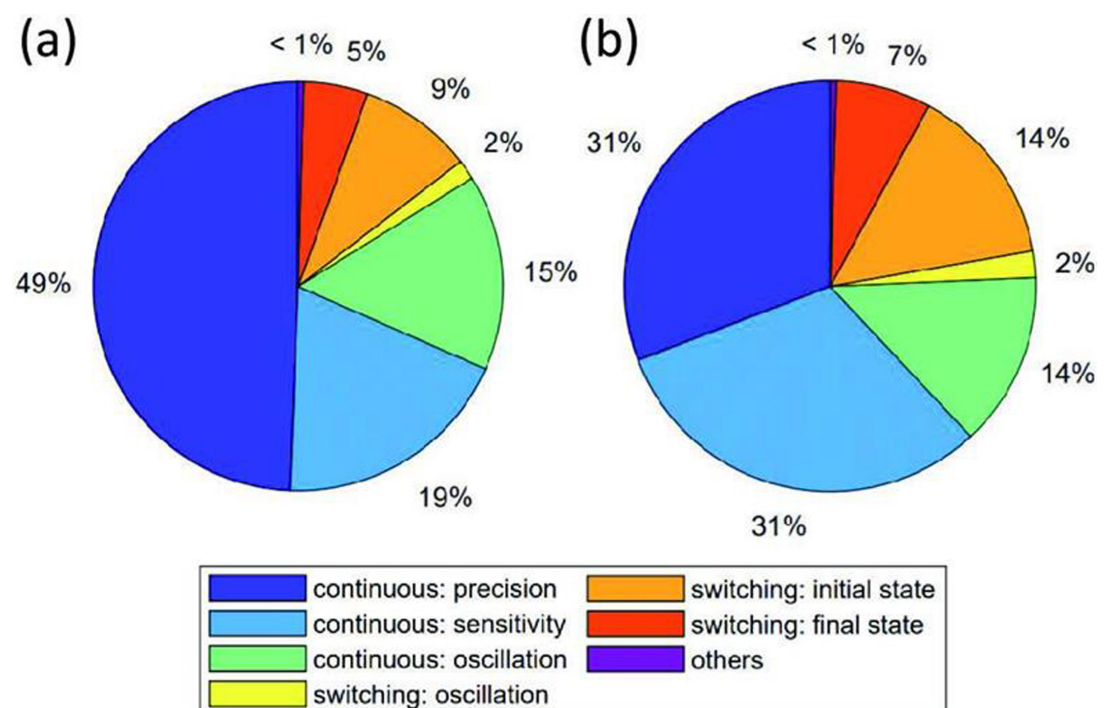 (a)
< 1%
5%
9%
2%
15%
19%
49%
(b)
< 1%
7%
14%
2%
14%
31%
31%
continuous: precision
continuous: sensitivity
continuous: oscillation
switching: oscillation
switching: initial state
switching: final state
others